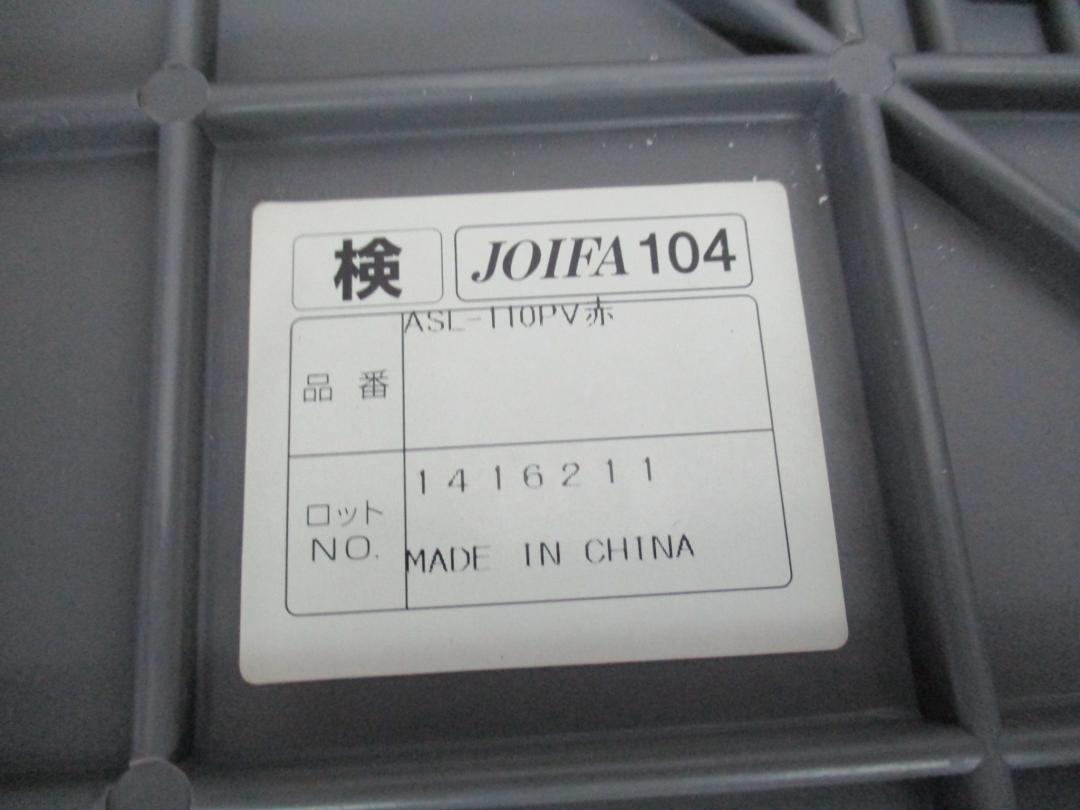 検 JOIFA 104
品番 ASL-110PV赤
ロット NO. 1416211
MADE IN CHINA